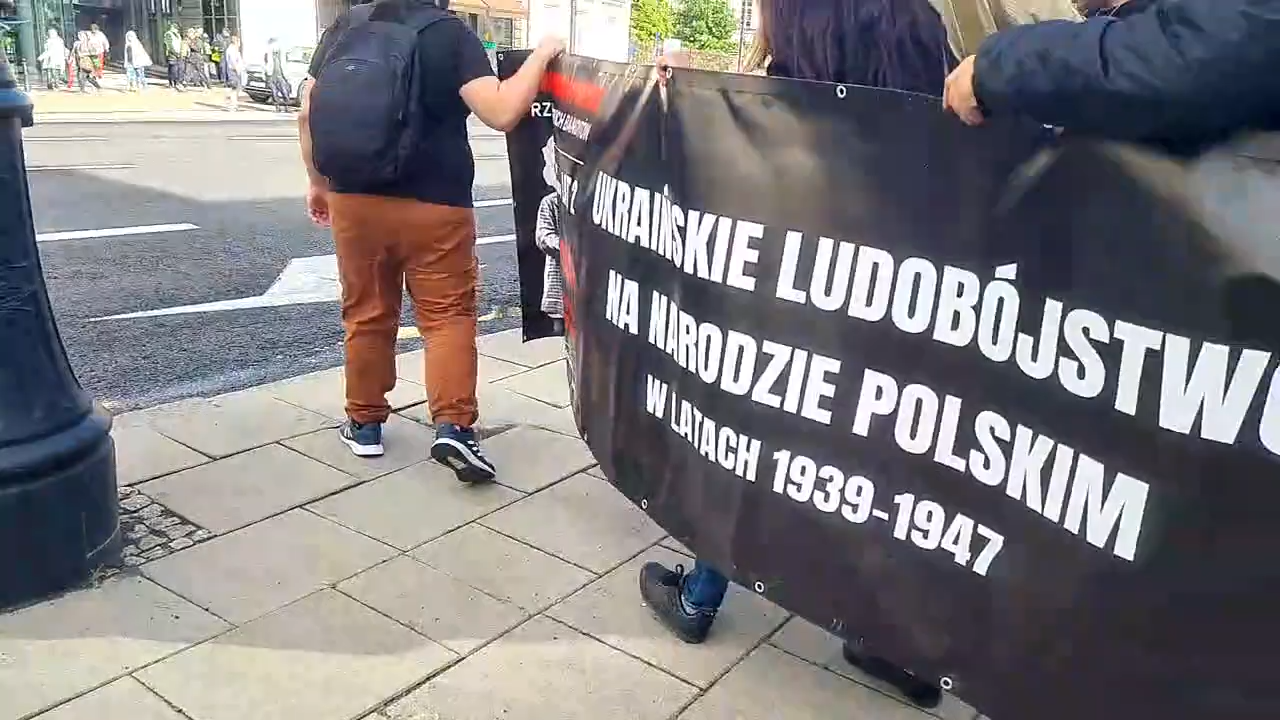 UKRAIŃSKIE LUDOBÓJSTWO
NA NARODZIE POLSKIM
W LATACH 1939-1947